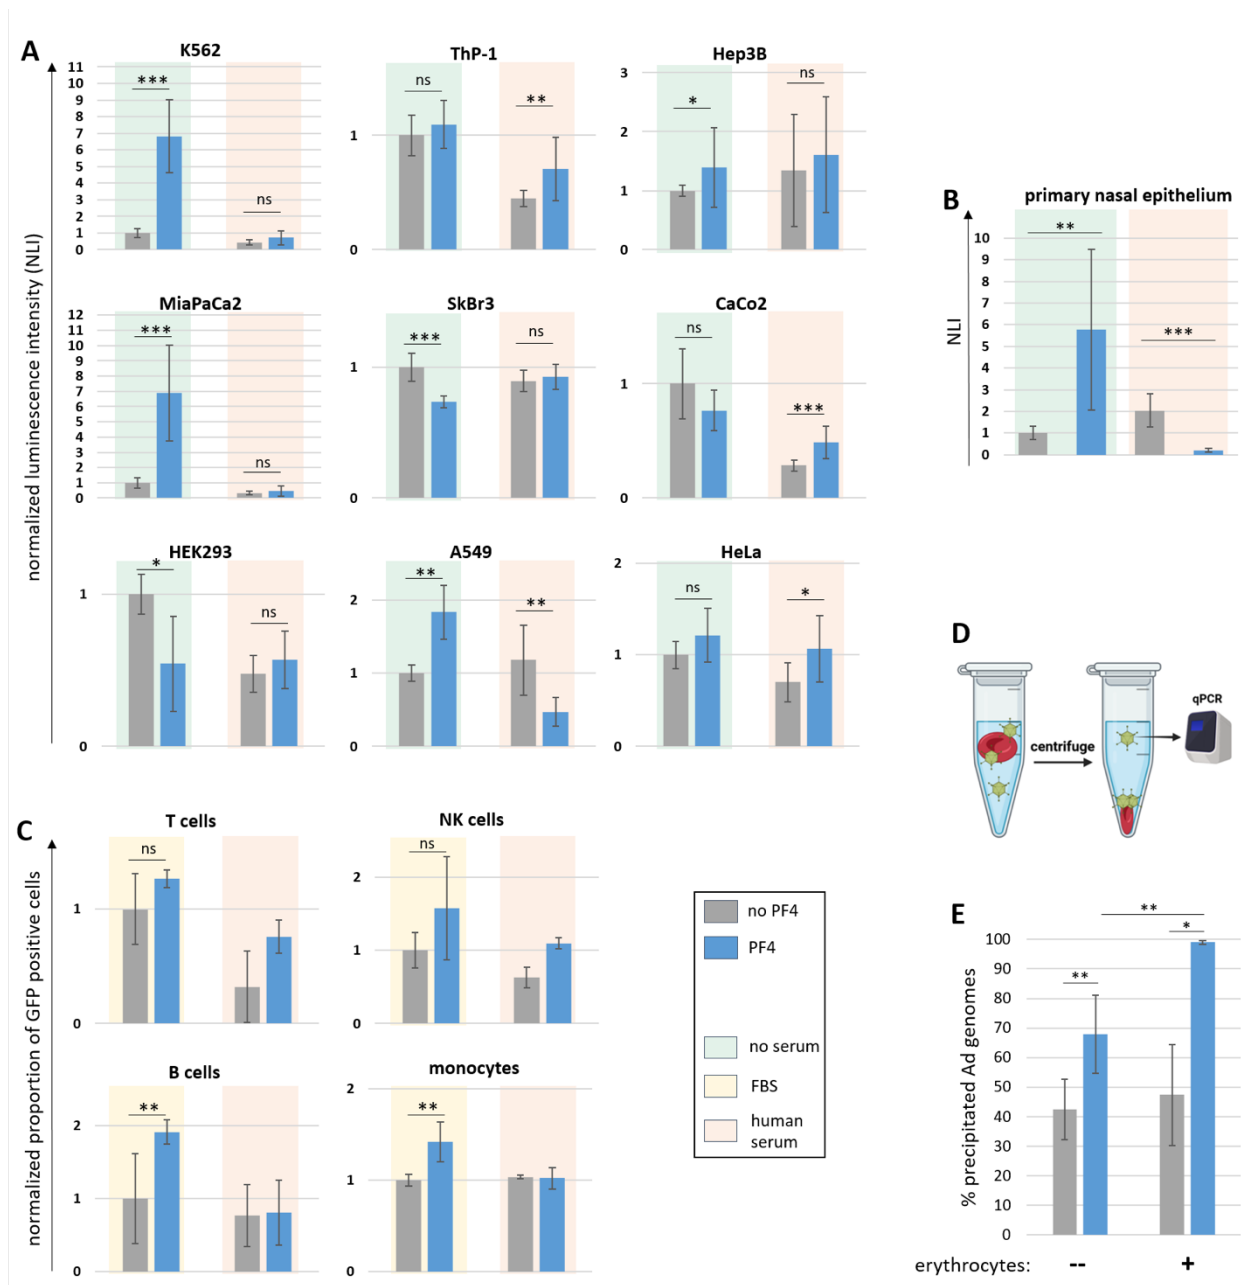 A
normalized luminescence intensity (NLI)
K562
11
10
9
8
7
6
5
4
3
2
1
0
***
ns
ThP-1
1
0
ns
**
Hep3B
3
2
1
0
*
ns
MiaPaCa2
12
11
10
9
8
7
6
5
4
3
2
1
0
***
ns
SkBr3
1
0
***
ns
CaCo2
1
0
ns
***
HEK293
1
0
*
ns
A549
2
1
0
**
**
HeLa
2
1
0
ns
*
B
primary nasal epithelium
NLI
10
9
8
7
6
5
4
3
2
1
0
**
***
C
normalized proportion of GFP positive cells
T cells
1
0
ns
NK cells
2
1
0
ns
B cells
2
1
0
**
monocytes
2
1
0
**
no PF4
PF4
no serum
FBS
human
serum
D
centrifuge
qPCR
E
% precipitated Ad genomes
100
90
80
70
60
50
40
30
20
10
0
**
**
*
erythrocytes: -- +